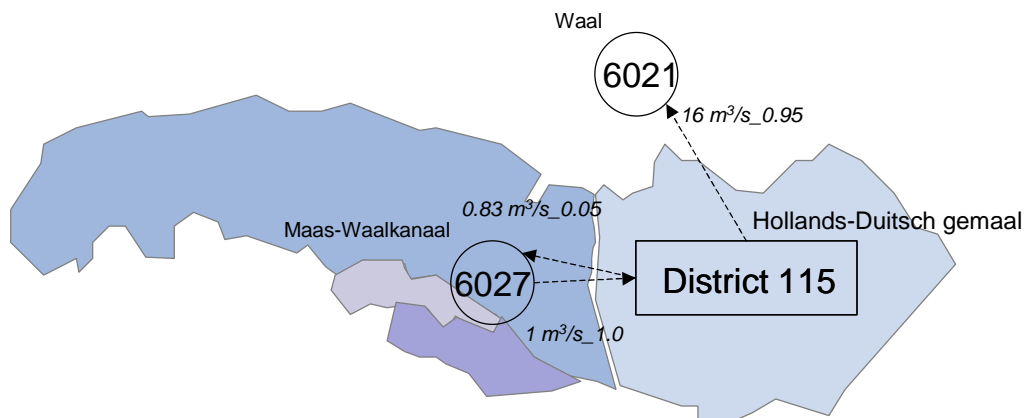 Waal
6021
16 m³/s_0.95
0.83 m³/s_0.05
Maas-Waalkanaal
Hollands-Duitsch gemaal
6027
District 115
1 m³/s_1.0